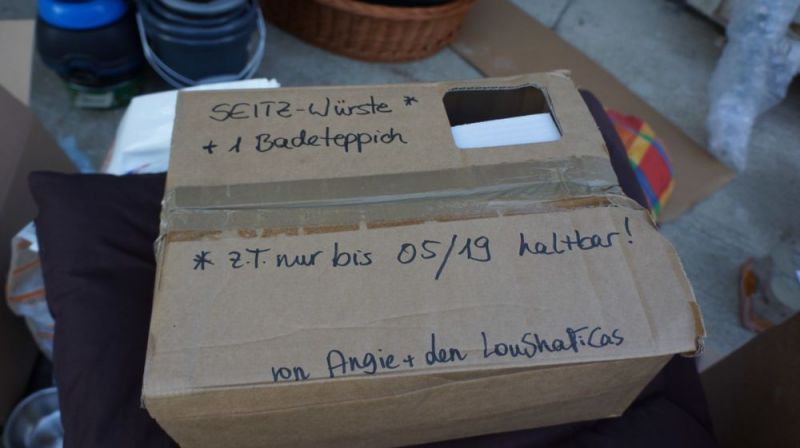 SEITZ-Würste *
+ 1 Badeteppich
* z.T. nur bis 05/19 haltbar!
von Angie + den LouShaFiCas